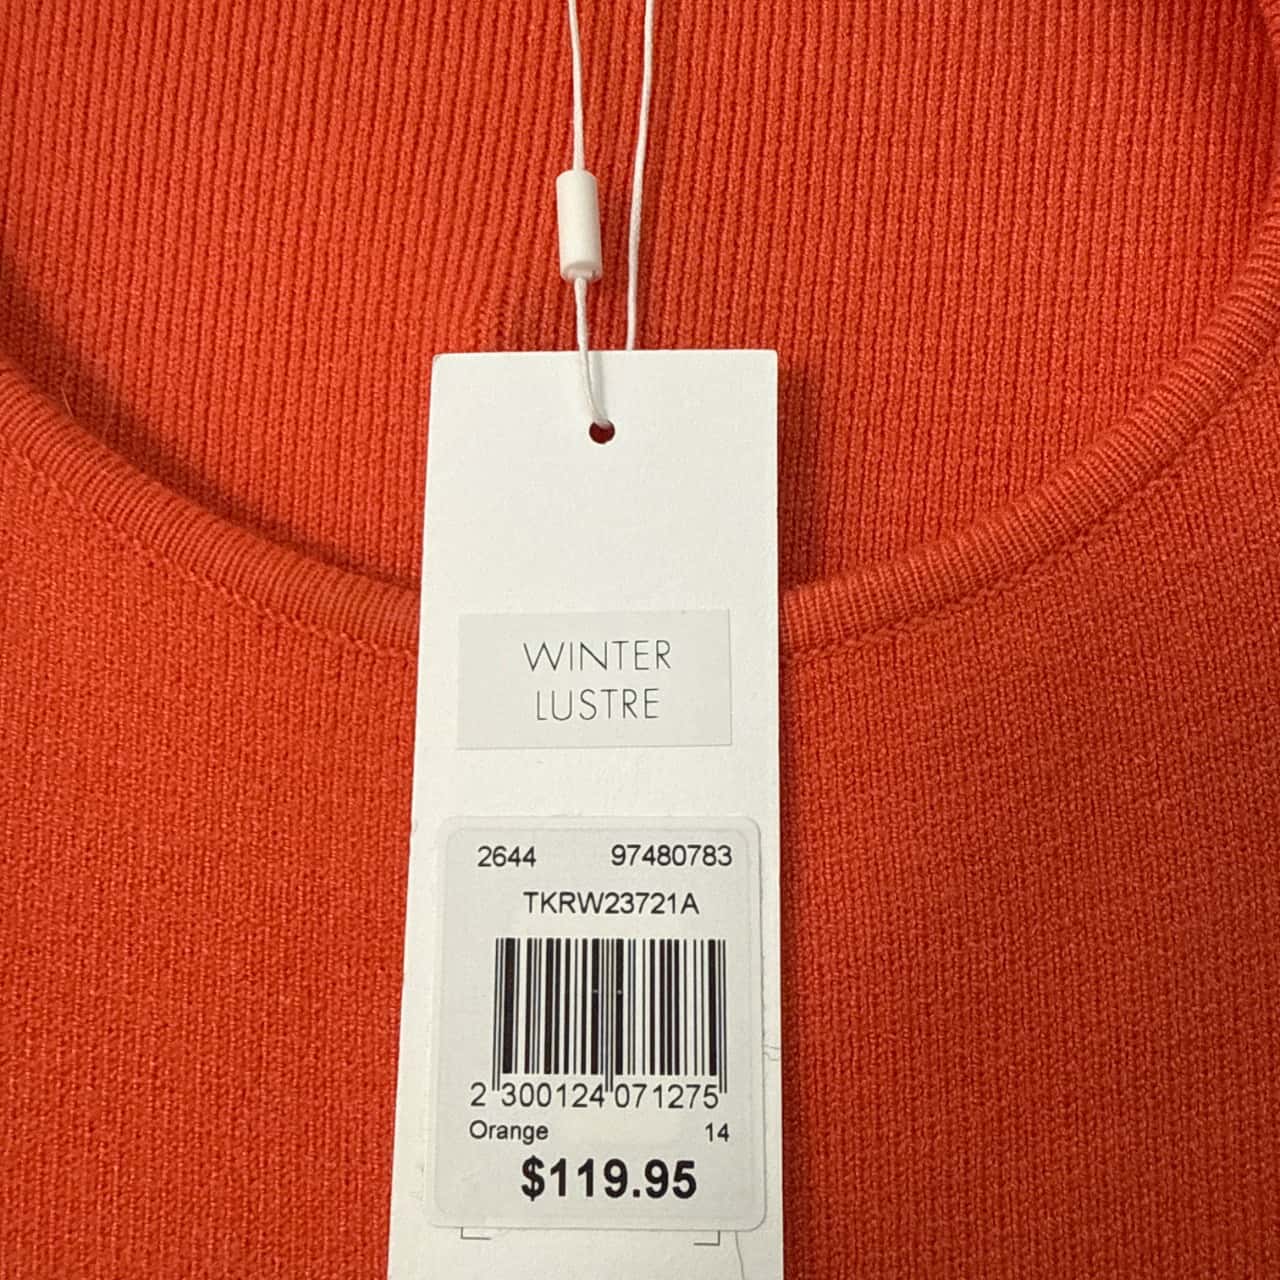 WINTER
LUSTRE
2644 97480783
TKRW23721A
2 300124 071275
Orange 14
$119.95